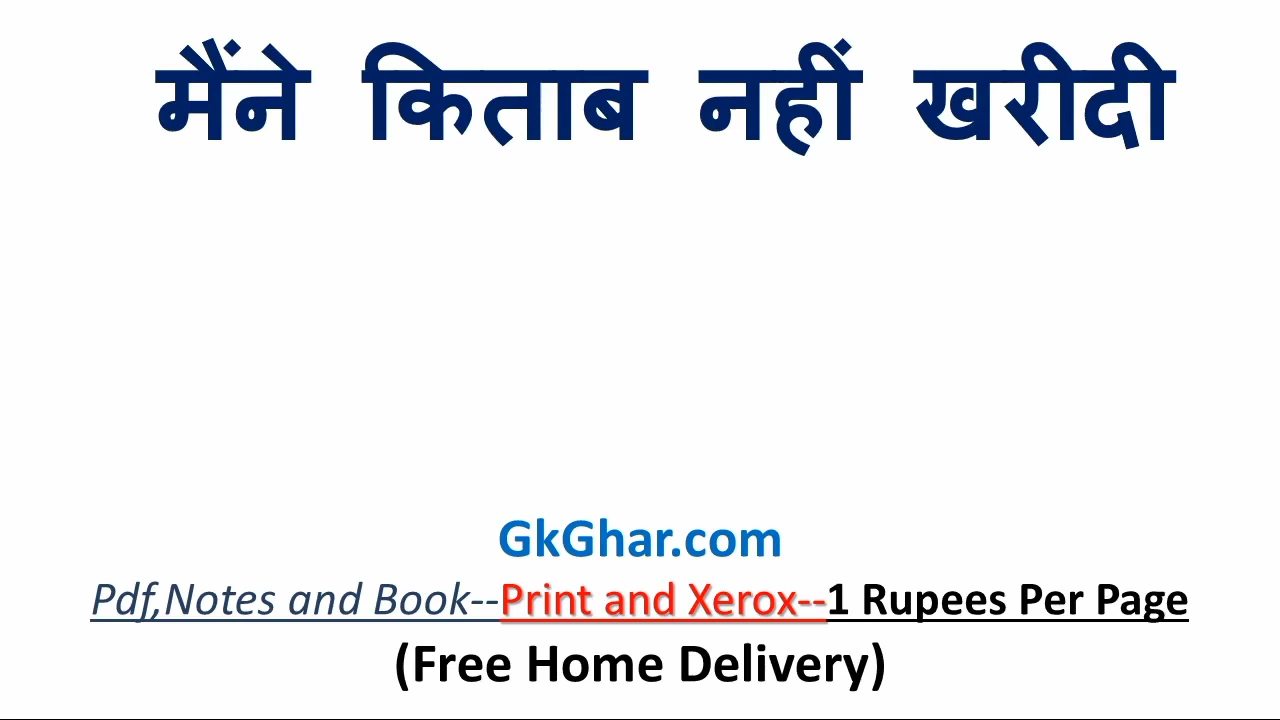 मैंने किताब नहीं खरीदी
GkGhar.com
Pdf,Notes and Book--Print and Xerox--1 Rupees Per Page
(Free Home Delivery)